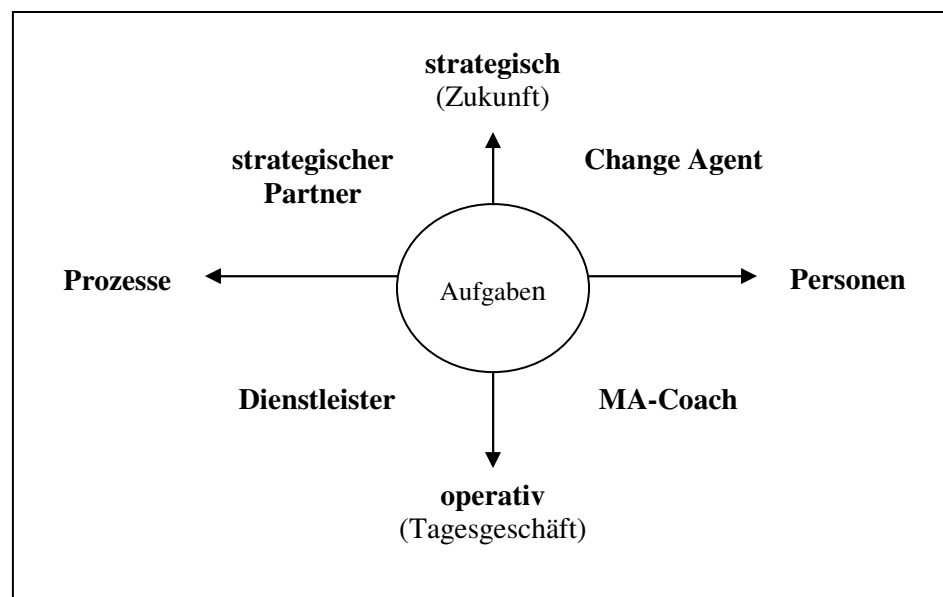 strategisch
(Zukunft)
strategischer
Partner
Change Agent
Prozesse
Aufgaben
Personen
Dienstleister
MA-Coach
operativ
(Tagesgeschäft)